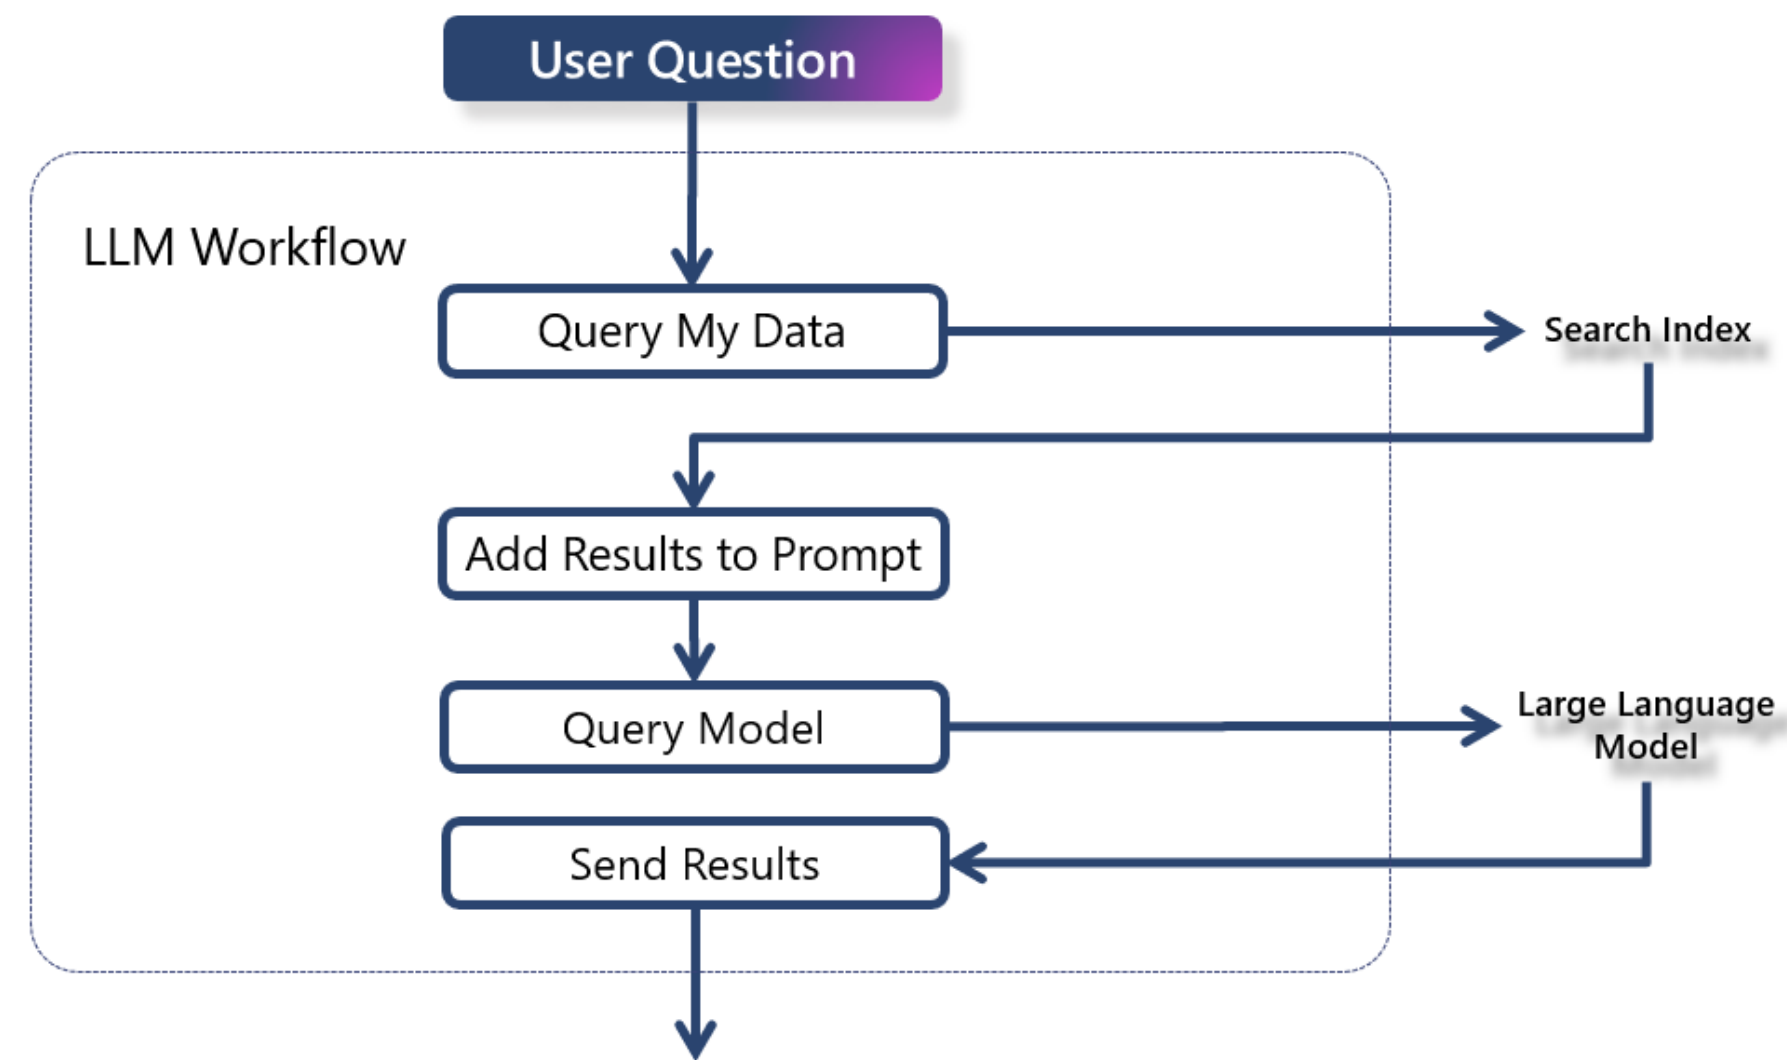 User Question
LLM Workflow
Query My Data
Search Index
Add Results to Prompt
Query Model
Large Language
Model
Send Results